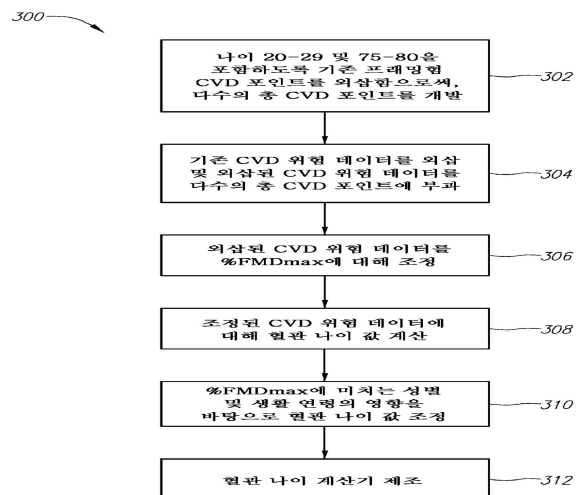 300
나이 20-29 및 75-80을
포함하도록 기존 프래밍험
CVD 포인트를 외삽함으로써,
다수의 총 CVD 포인트를 개발
302
기존 CVD 위험 데이터를 외삽
및 외삽된 CVD 위험 데이터를
다수의 총 CVD 포인트에 부과
304
외삽된 CVD 위험 데이터를
%FMDmax에 대해 조정
306
조정된 CVD 위험 데이터에
대해 혈관 나이 값 계산
308
%FMDmax에 미치는 성별
및 생활 연령의 영향을
바탕으로 혈관 나이 값 조정
310
혈관 나이 계산기 제조
312